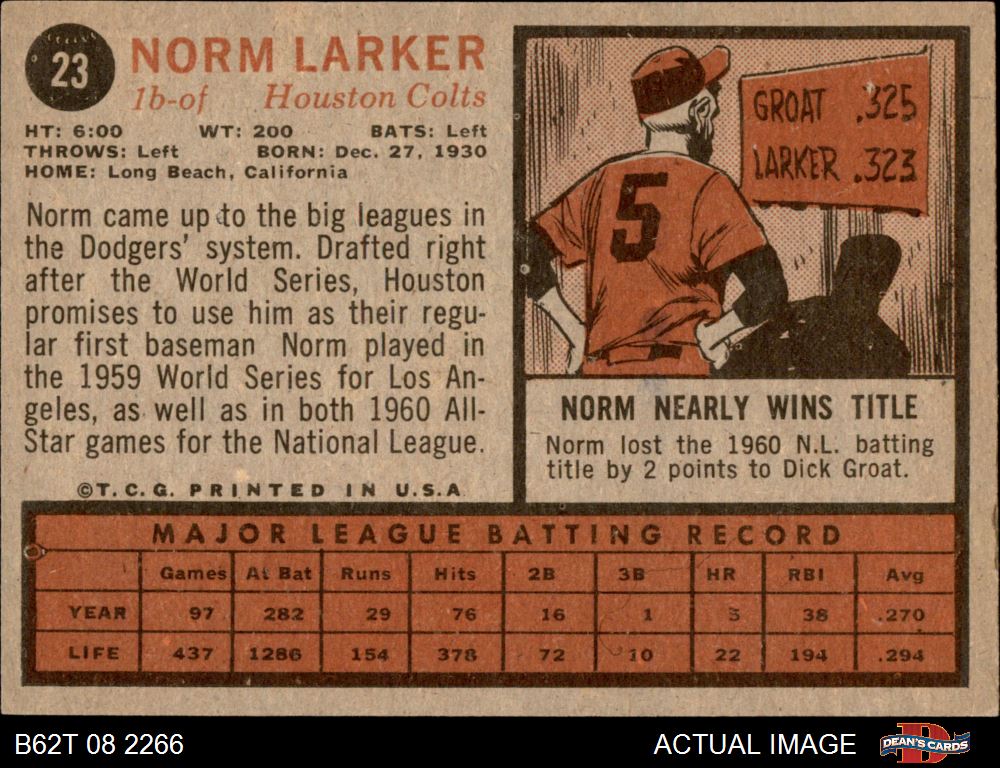 23
NORM LARKER
1b-of Houston Colts
HT: 6:00 WT: 200 BATS: Left
THROWS: Left BORN: Dec. 27, 1930
HOME: Long Beach, California
Norm came up to the big leagues in
the Dodgers' system. Drafted right
after the World Series, Houston
promises to use him as their regu-
lar first baseman Norm played in
the 1959 World Series for Los An-
geles, as well as in both 1960 All-
Star games for the National League.
©T.C.G. PRINTED IN U.S.A.
GROAT .325
LARKER .323
5
NORM NEARLY WINS TITLE
Norm lost the 1960 N.L. batting
title by 2 points to Dick Groat.
MAJOR LEAGUE BATTING RECORD
Games At Bat Runs Hits 2B 3B HR RBI Avg
YEAR 97 282 29 76 16 1 5 38 .270
LIFE 437 1286 154 378 72 10 22 194 .294
B62T 08 2266
ACTUAL IMAGE
DEAN'S CARDS